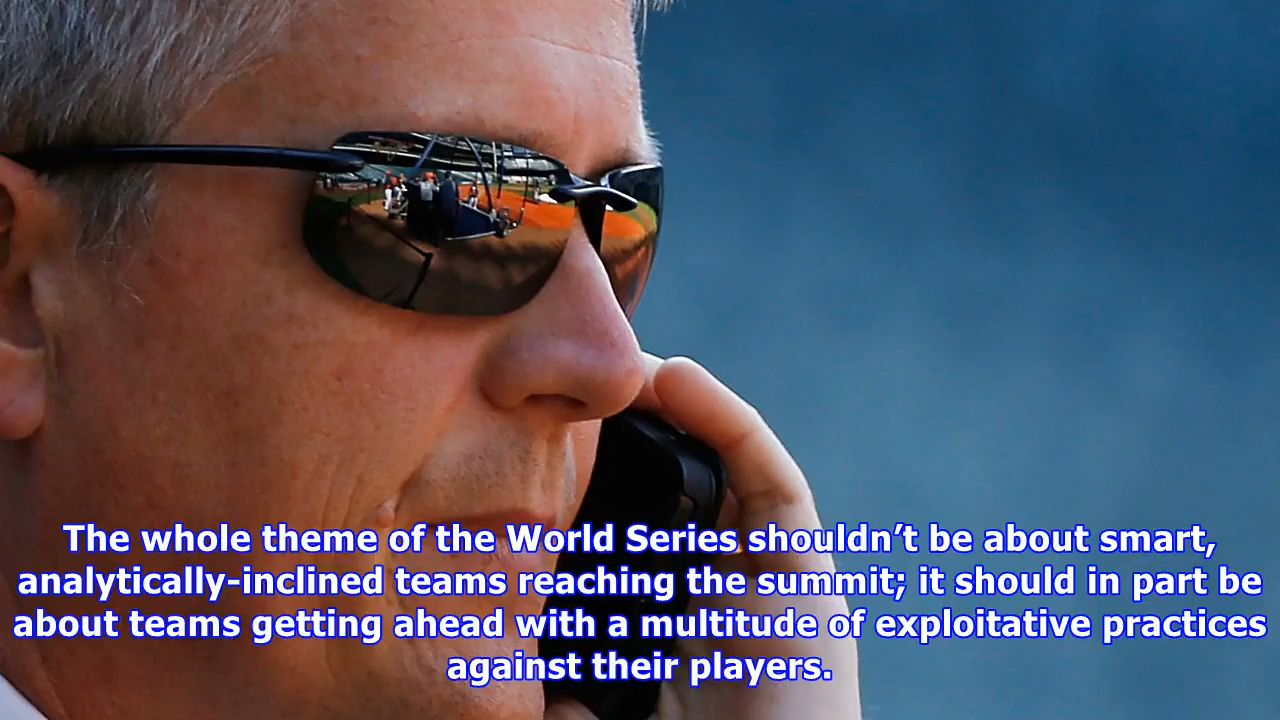 The whole theme of the World Series shouldn’t be about smart,
analytically-inclined teams reaching the summit; it should in part be
about teams getting ahead with a multitude of exploitative practices
against their players.